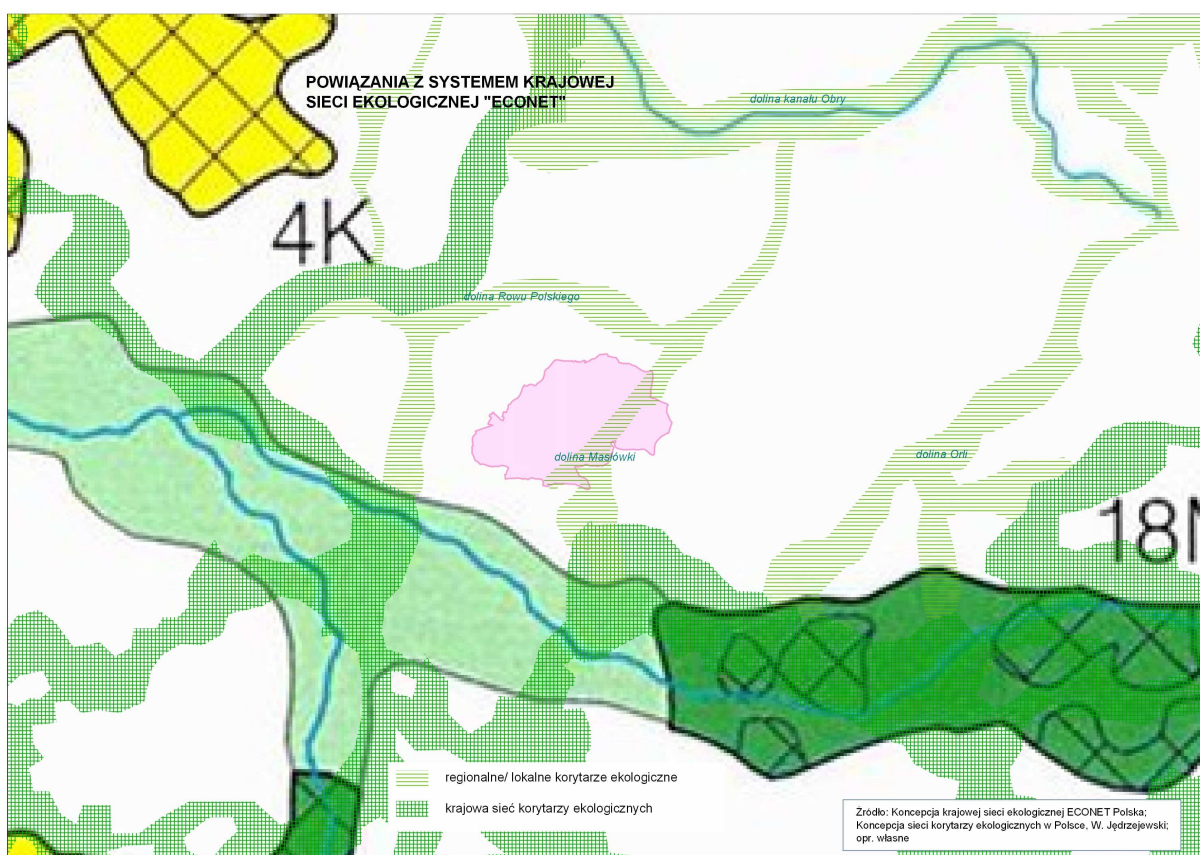 POWIĄZANIA Z SYSTEMEM KRAJOWEJ
SIECI EKOLOGICZNEJ "ECONET"
dolina kanału Obry
4K
dolina Rowu Polskiego
dolina Masłówki
dolina Orli
18
regionalne/ lokalne korytarze ekologiczne
krajowa sieć korytarzy ekologicznych
Źródło: Koncepcja krajowej sieci ekologicznej ECONET Polska;
Koncepcja sieci korytarzy ekologicznych w Polsce, W. Jędrzejewski;
opr. własne